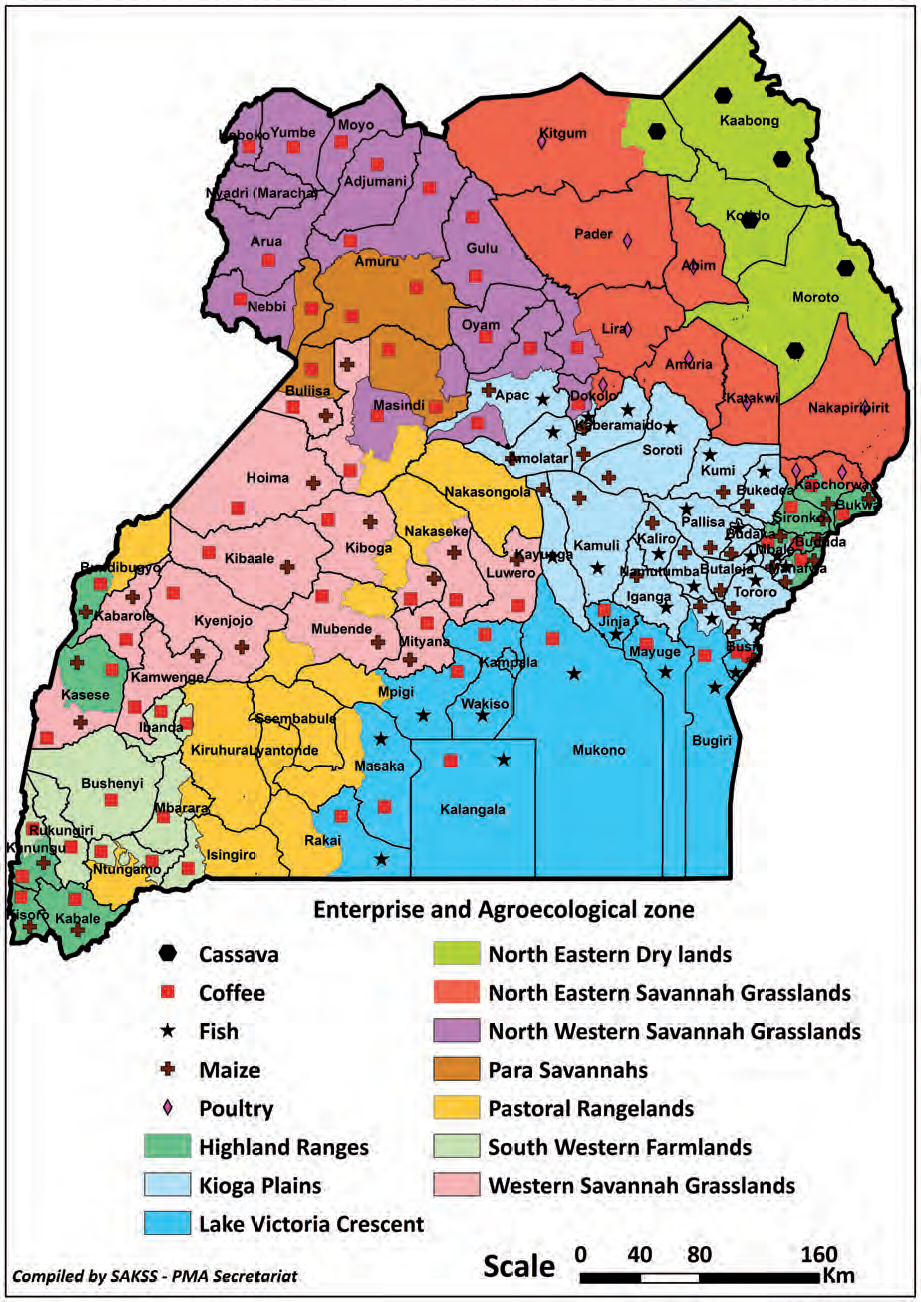 Kaabong
Kitgum
Moyo
Yumbe
Koboko
Adjumani
Nyadri (Maracha)
Kotido
Pader
Arua
Gulu
Abim
Amuru
Moroto
Nebbi
Oyam
Lira
Amuria
Buliisa
Apac
Dokolo
Katakwi
Masindi
Nakapiripirit
Kaberamaido
Soroti
Amolatar
Kumi
Hoima
Bukedea
Kapchorwa
Nakasongola
Bukwa
Sironko
Pallisa
Nakaseke
Kaliro
Budaka
Kiboga
Kamuli
Bududa
Kibaale
Kayunga
Mbale
Bundibugyo
Luwero
Namutumba
Butaleja
Manafwa
Tororo
Iganga
Kabarole
Kyenjojo
Mubende
Jinja
Mityana
Mayuge
Busia
Kampala
Kamwenge
Kasese
Mpigi
Wakiso
Ssembabule
Ibanda
Kiruhura
Lyantonde
Mukono
Bugiri
Masaka
Bushenyi
Mbarara
Kalangala
Rukungiri
Rakai
Kanungu
Isingiro
Ntungamo
Kisoro
Kabale
Enterprise and Agroecological zone
Cassava
Coffee
Fish
Maize
Poultry
Highland Ranges
Kioga Plains
Lake Victoria Crescent
North Eastern Dry lands
North Eastern Savannah Grasslands
North Western Savannah Grasslands
Para Savannahs
Pastoral Rangelands
South Western Farmlands
Western Savannah Grasslands
Scale 0 40 80 160
Km
Compiled by SAKSS - PMA Secretariat